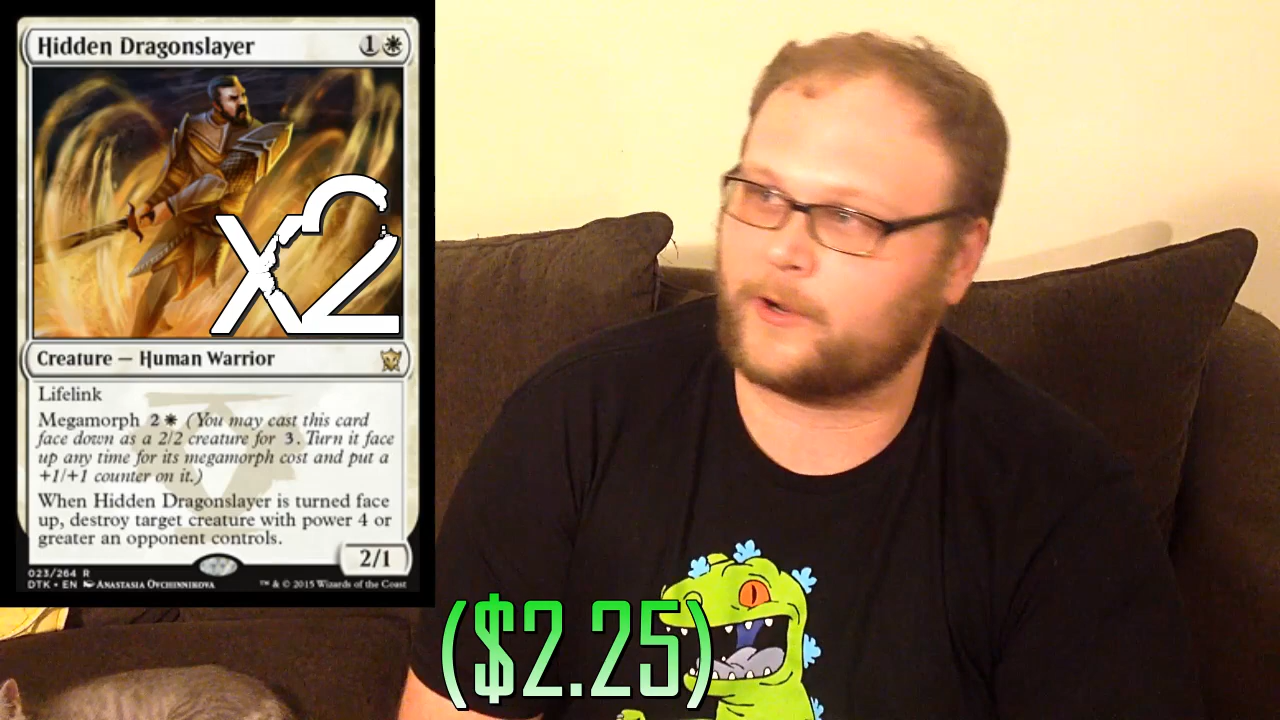 Hidden Dragonslayer 1
x2
Creature — Human Warrior
Lifelink
Megamorph 2 (You may cast this card
face down as a 2/2 creature for 3. Turn it face
up any time for its megamorph cost and put a
+1/+1 counter on it.)
When Hidden Dragonslayer is turned face
up, destroy target creature with power 4 or
greater an opponent controls.
2/1
023/264 R
DTK • EN Anastasia Ovchinnikova ™ & © 2015 Wizards of the Coast
($2.25)